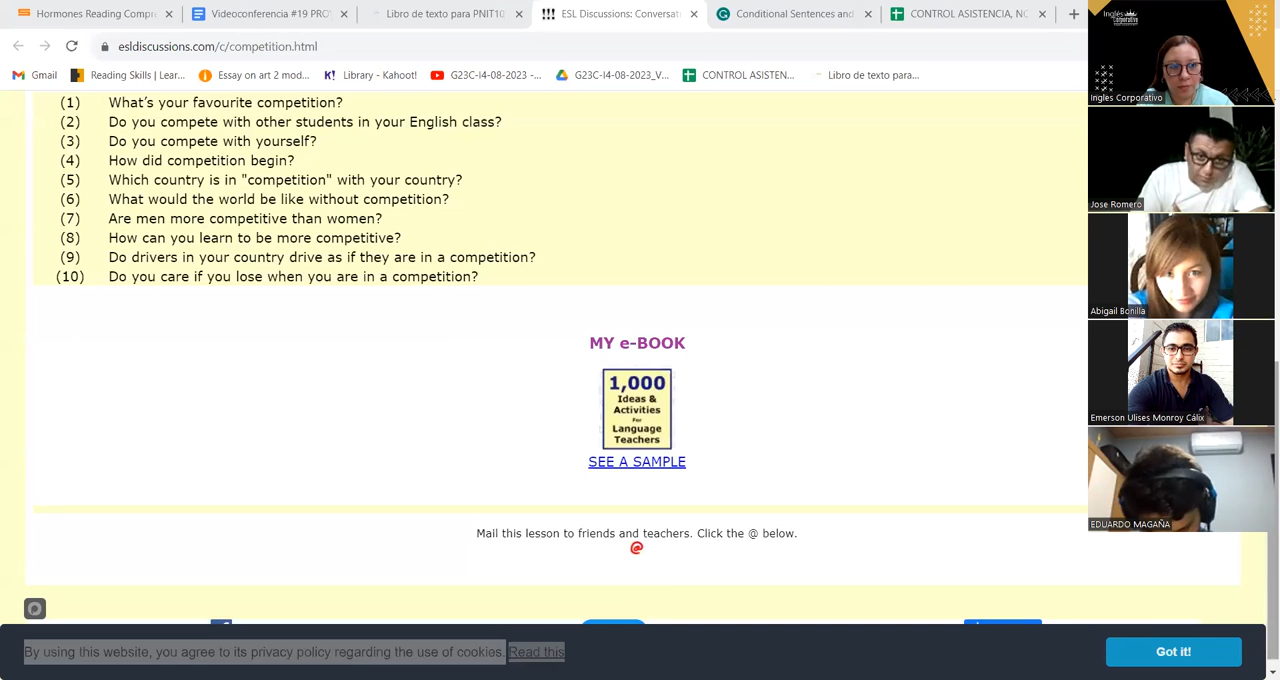 Hormones Reading Compre
Videoconferencia #19 PRO
Libro de texto para PNIT10
ESL Discussions: Conversat
Conditional Sentences and
CONTROL ASISTENCIA, NO
esldiscussions.com/c/competition.html
Gmail
Reading Skills | Lear...
Essay on art 2 mod...
Library - Kahoot!
G23C-I4-08-2023 -...
G23C-I4-08-2023_V...
CONTROL ASISTEN...
Libro de texto para...
(1) What's your favourite competition?
(2) Do you compete with other students in your English class?
(3) Do you compete with yourself?
(4) How did competition begin?
(5) Which country is in "competition" with your country?
(6) What would the world be like without competition?
(7) Are men more competitive than women?
(8) How can you learn to be more competitive?
(9) Do drivers in your country drive as if they are in a competition?
(10) Do you care if you lose when you are in a competition?
MY e-BOOK
1,000
Ideas &
Activities
For
Language
Teachers
SEE A SAMPLE
Mail this lesson to friends and teachers. Click the @ below.
@
By using this website, you agree to its privacy policy regarding the use of cookies. Read this
Got it!
Inglés
Corporativo
Ingles Corporativo
Jose Romero
Abigail Bonilla
Emerson Ulises Monroy Cálix
EDUARDO MAGAÑA